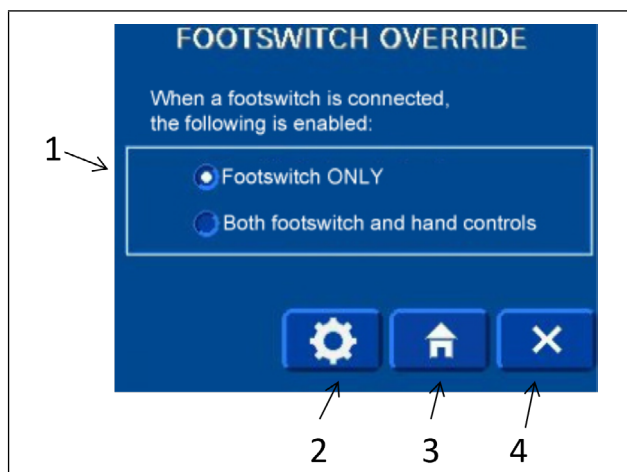 FOOTSWITCH OVERRIDE
When a footswitch is connected,
the following is enabled:
1
Footswitch ONLY
Both footswitch and hand controls
2 3 4